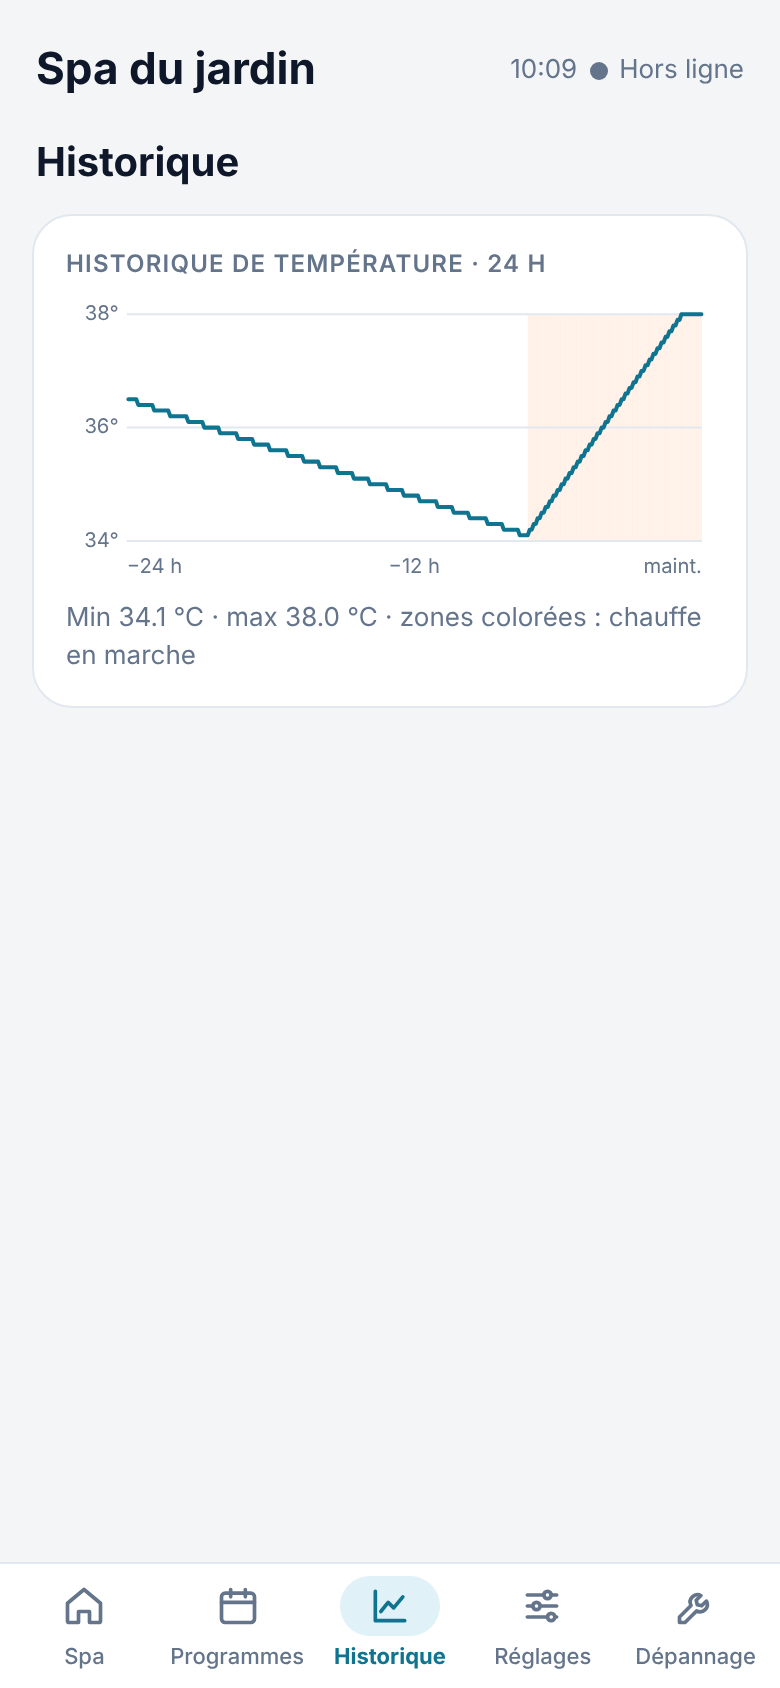 Spa du jardin
10:09 ● Hors ligne
Historique
HISTORIQUE DE TEMPÉRATURE · 24 H
38°
36°
34°
−24 h −12 h maint.
Min 34.1 °C · max 38.0 °C · zones colorées : chauffe
en marche
Spa Programmes Historique Réglages Dépannage